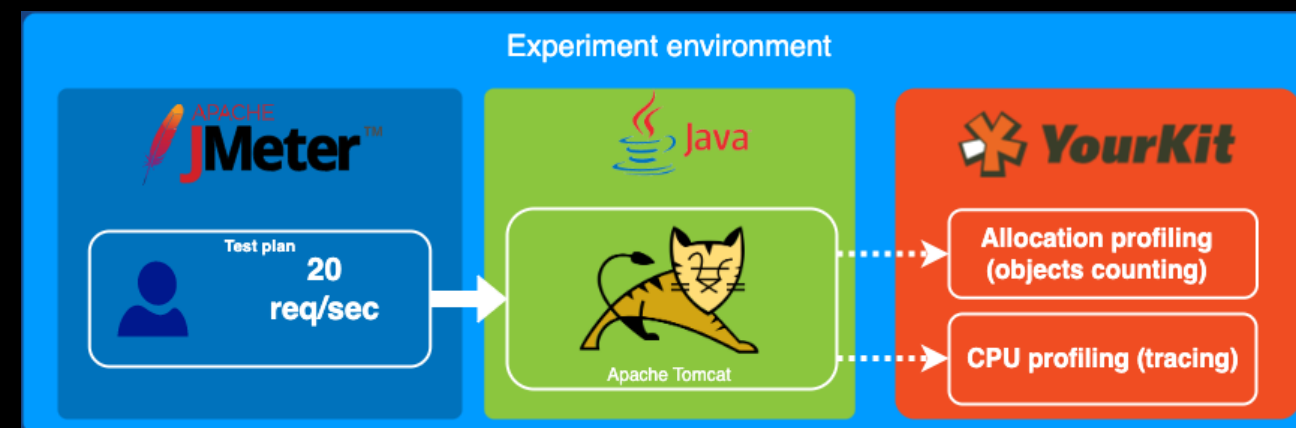 Experiment environment
APACHE
JMeter™
Test plan
20
req/sec
Java
Apache Tomcat
YourKit
Allocation profiling
(objects counting)
CPU profiling (tracing)